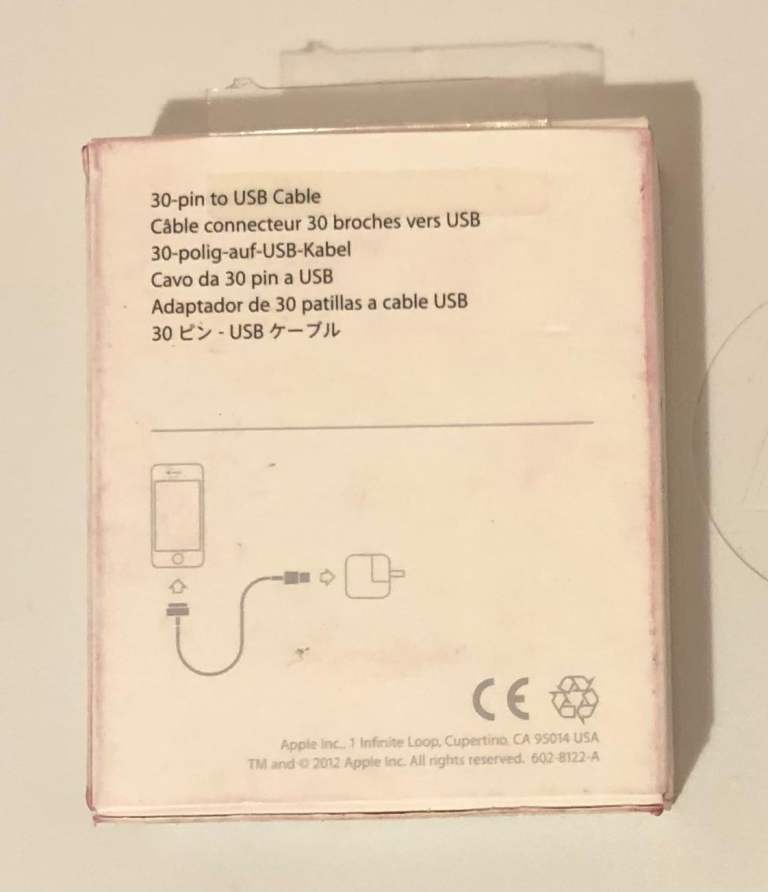 30-pin to USB Cable
Câble connecteur 30 broches vers USB
30-polig-auf-USB-Kabel
Cavo da 30 pin a USB
Adaptador de 30 patillas a cable USB
30 ピン - USB ケーブル
CE
Apple Inc., 1 Infinite Loop, Cupertino, CA 95014 USA
TM and © 2012 Apple Inc. All rights reserved. 602-8122-A